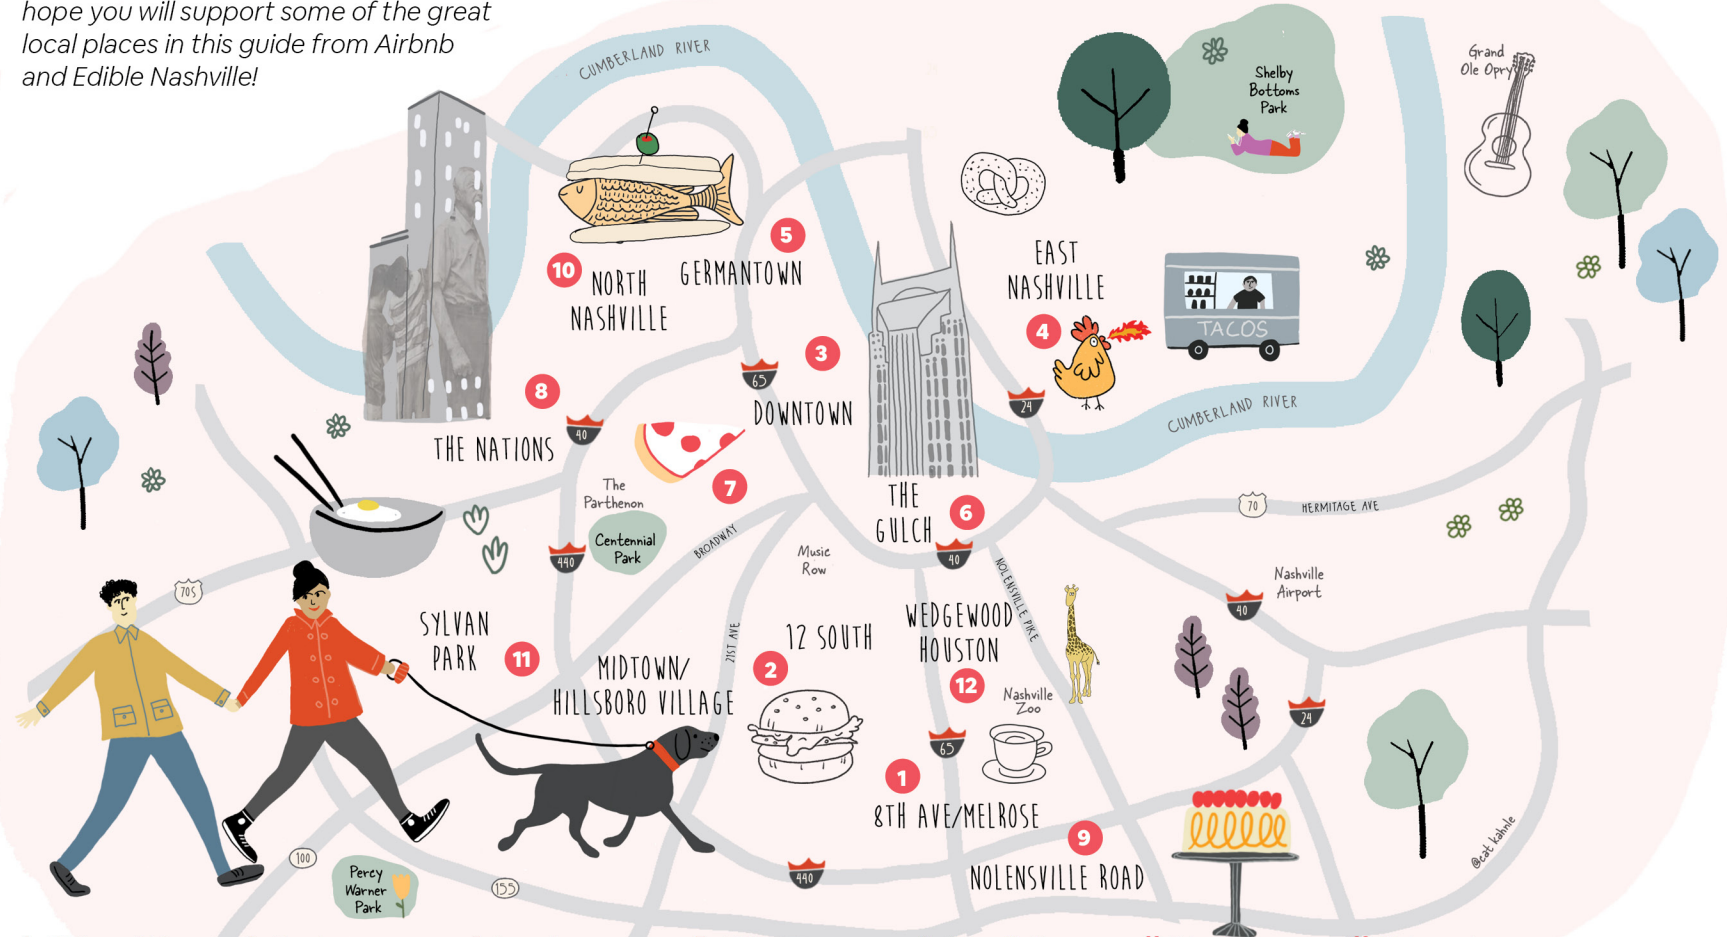 hope you will support some of the great
local places in this guide from Airbnb
and Edible Nashville!
CUMBERLAND RIVER
Grand
Ole Opry
Shelby
Bottoms
Park
5
10
GERMANTOWN
NORTH
NASHVILLE
EAST
NASHVILLE
4
TACOS
3
65
DOWNTOWN
8
40
THE NATIONS
24
CUMBERLAND RIVER
7
The
Parthenon
Centennial
Park
440
BROADWAY
THE
GULCH
6
40
70
HERMITAGE AVE
Music
Row
NOLENSVILLE PIKE
Nashville
Airport
40
70S
SYLVAN
PARK
11
MIDTOWN/
HILLSBORO VILLAGE
21ST AVE
12 SOUTH
2
WEDGEWOOD
HOUSTON
12
Nashville
Zoo
24
65
1
8TH AVE/MELROSE
9
NOLENSVILLE ROAD
440
100
155
Percy
Warner
Park
@cat kahnle